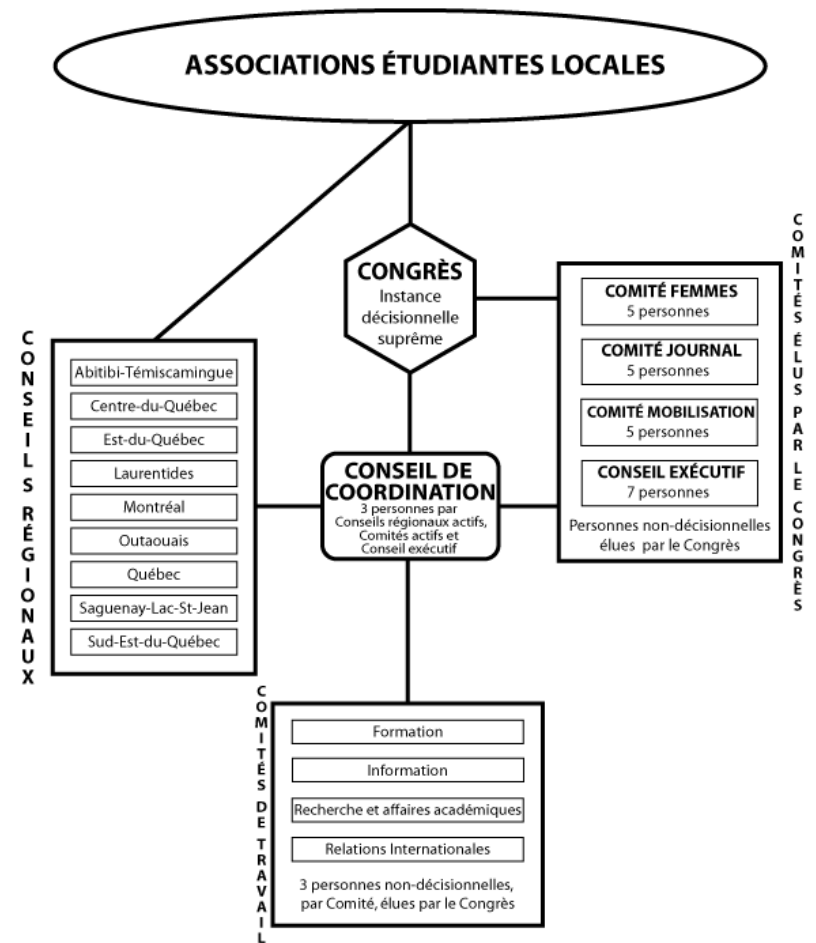 ASSOCIATIONS ÉTUDIANTES LOCALES
CONGRÈS
Instance
décisionnelle
suprême
COMITÉS ÉLUS PAR LE CONGRÈS
COMITÉ FEMMES
5 personnes
COMITÉ JOURNAL
5 personnes
COMITÉ MOBILISATION
5 personnes
CONSEIL EXÉCUTIF
7 personnes
Personnes non-décisionnelles
élues par le Congrès
CONSEILS RÉGIONAUX
Abitibi-Témiscamingue
Centre-du-Québec
Est-du-Québec
Laurentides
Montréal
Outaouais
Québec
Saguenay-Lac-St-Jean
Sud-Est-du-Québec
CONSEIL DE
COORDINATION
3 personnes par
Conseils régionaux actifs,
Comités actifs et
Conseil exécutif
COMITÉS DE TRAVAIL
Formation
Information
Recherche et affaires académiques
Relations Internationales
3 personnes non-décisionnelles,
par Comité, élues par le Congrès